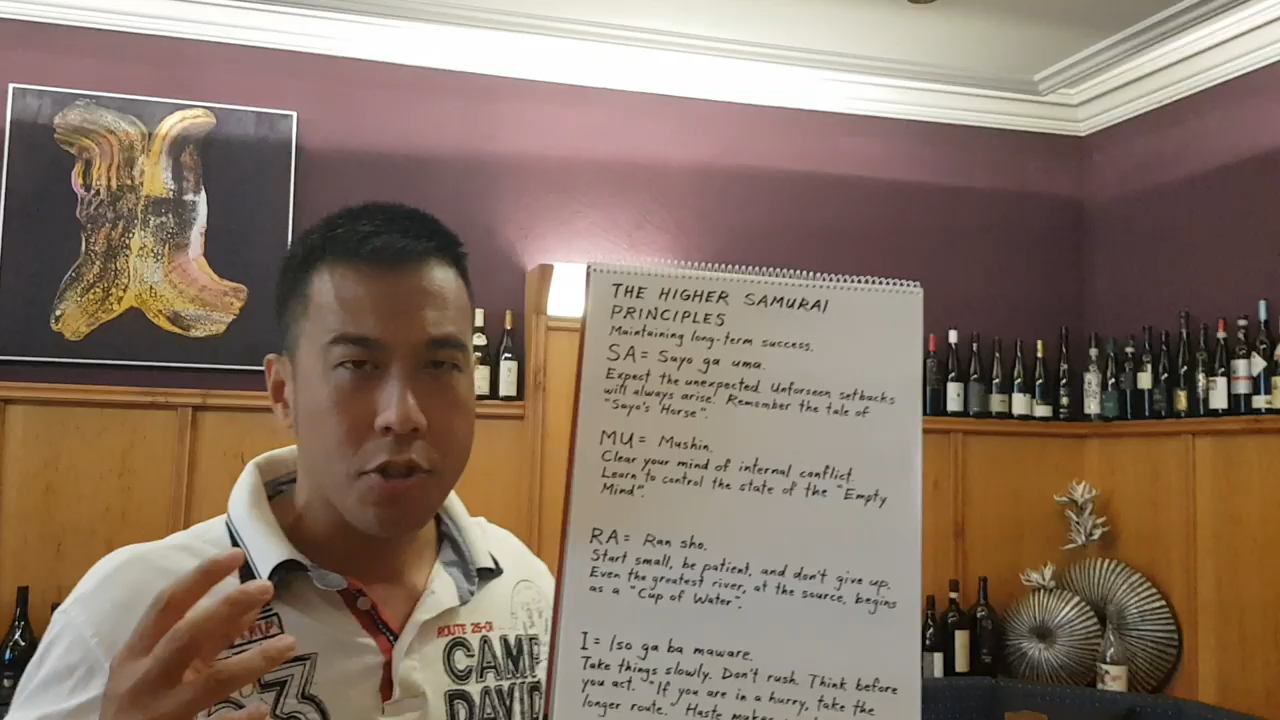 THE HIGHER SAMURAI
PRINCIPLES
Maintaining long-term success.
SA = Sayo ga uma.
Expect the unexpected. Unforseen setbacks
will always arise. Remember the tale of
"Sayo's Horse".
MU = Mushin.
Clear your mind of internal conflict.
Learn to control the state of the "Empty
Mind".
RA = Ran sho.
Start small, be patient, and don't give up.
Even the greatest river, at the source, begins
as a "Cup of Water".
I = Iso ga ba maware.
Take things slowly. Don't rush. Think before
you act. "If you are in a hurry, take the
longer route." Haste
ROUTE 25-01
CAMP
DAVID